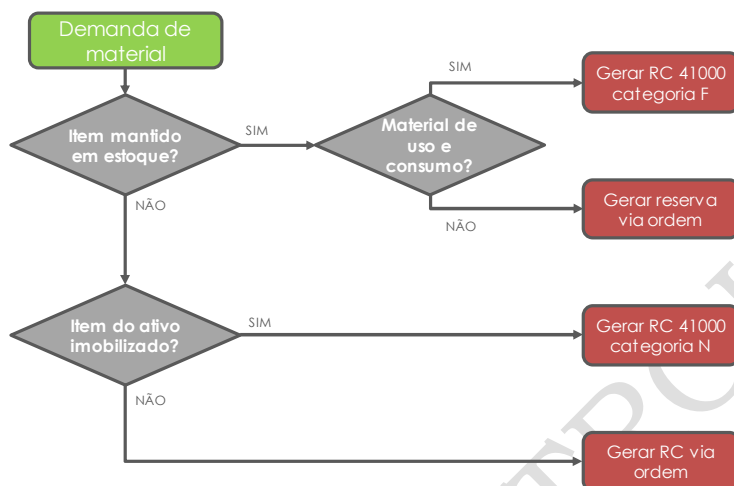 Demanda de
material
SIM
Gerar RC 41000
categoria F
Item mantido
em estoque?
SIM
Material de
uso e
consumo?
NÃO
Gerar reserva
via ordem
NÃO
Item do ativo
imobilizado?
SIM
Gerar RC 41000
categoria N
NÃO
Gerar RC via
ordem